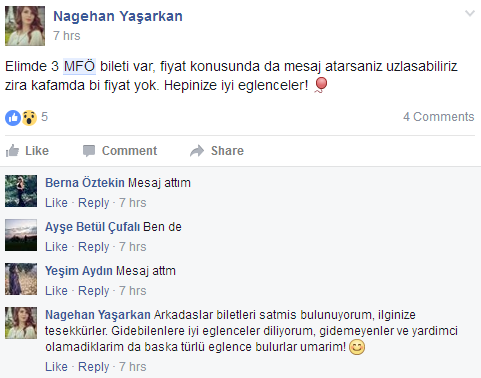 Nagehan Yaşarkan
7 hrs
Elimde 3 MFÖ bileti var, fiyat konusunda da mesaj atarsaniz uzlasabiliriz
zira kafamda bi fiyat yok. Hepinize iyi eglenceler!
5
4 Comments
Like Comment Share
Berna Öztekin Mesaj attım
Like · Reply · 7 hrs
Ayşe Betül Çufalı Ben de
Like · Reply · 7 hrs
Yeşim Aydın Mesaj attm
Like · Reply · 7 hrs
Nagehan Yaşarkan Arkadaslar biletleri satmis bulunuyorum, ilginize
tesekkürler. Gidebilenlere iyi eglenceler diliyorum, gidemeyenler ve yardimci
olamadiklarim da baska türlü eglence bulurlar umarim!
Like · Reply · 7 hrs